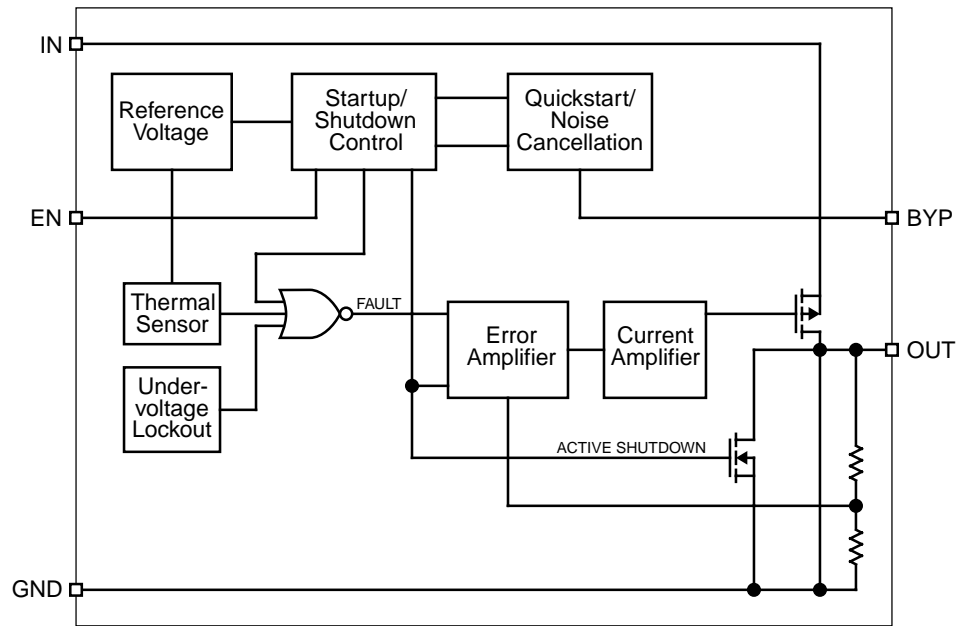 IN
Reference
Voltage
Startup/
Shutdown
Control
Quickstart/
Noise
Cancellation
EN
BYP
Thermal
Sensor
FAULT
Error
Amplifier
Current
Amplifier
OUT
Under-
voltage
Lockout
ACTIVE SHUTDOWN
GND